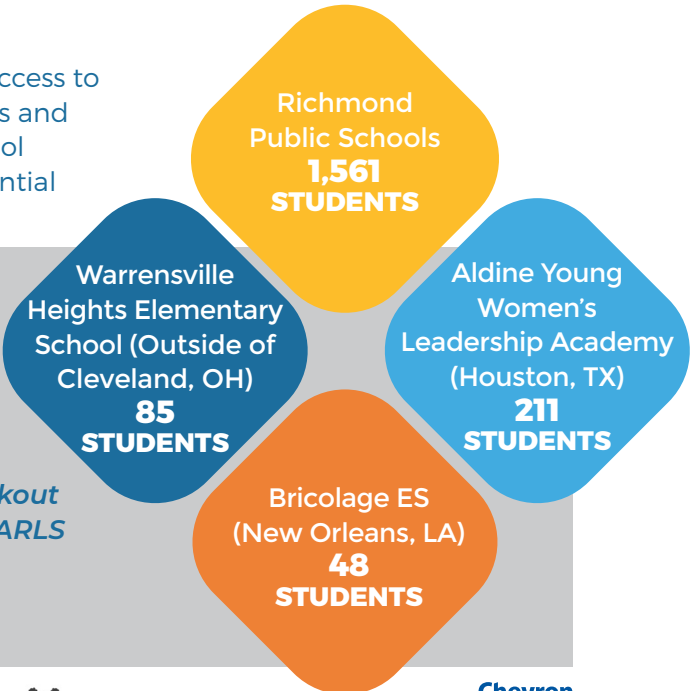 ccess to
s and
ol
ntial
Richmond
Public Schools
1,561
STUDENTS
Warrensville
Heights Elementary
School (Outside of
Cleveland, OH)
85
STUDENTS
Aldine Young
Women's
Leadership Academy
(Houston, TX)
211
STUDENTS
kout
ARLS
Bricolage ES
(New Orleans, LA)
48
STUDENTS
Chevron